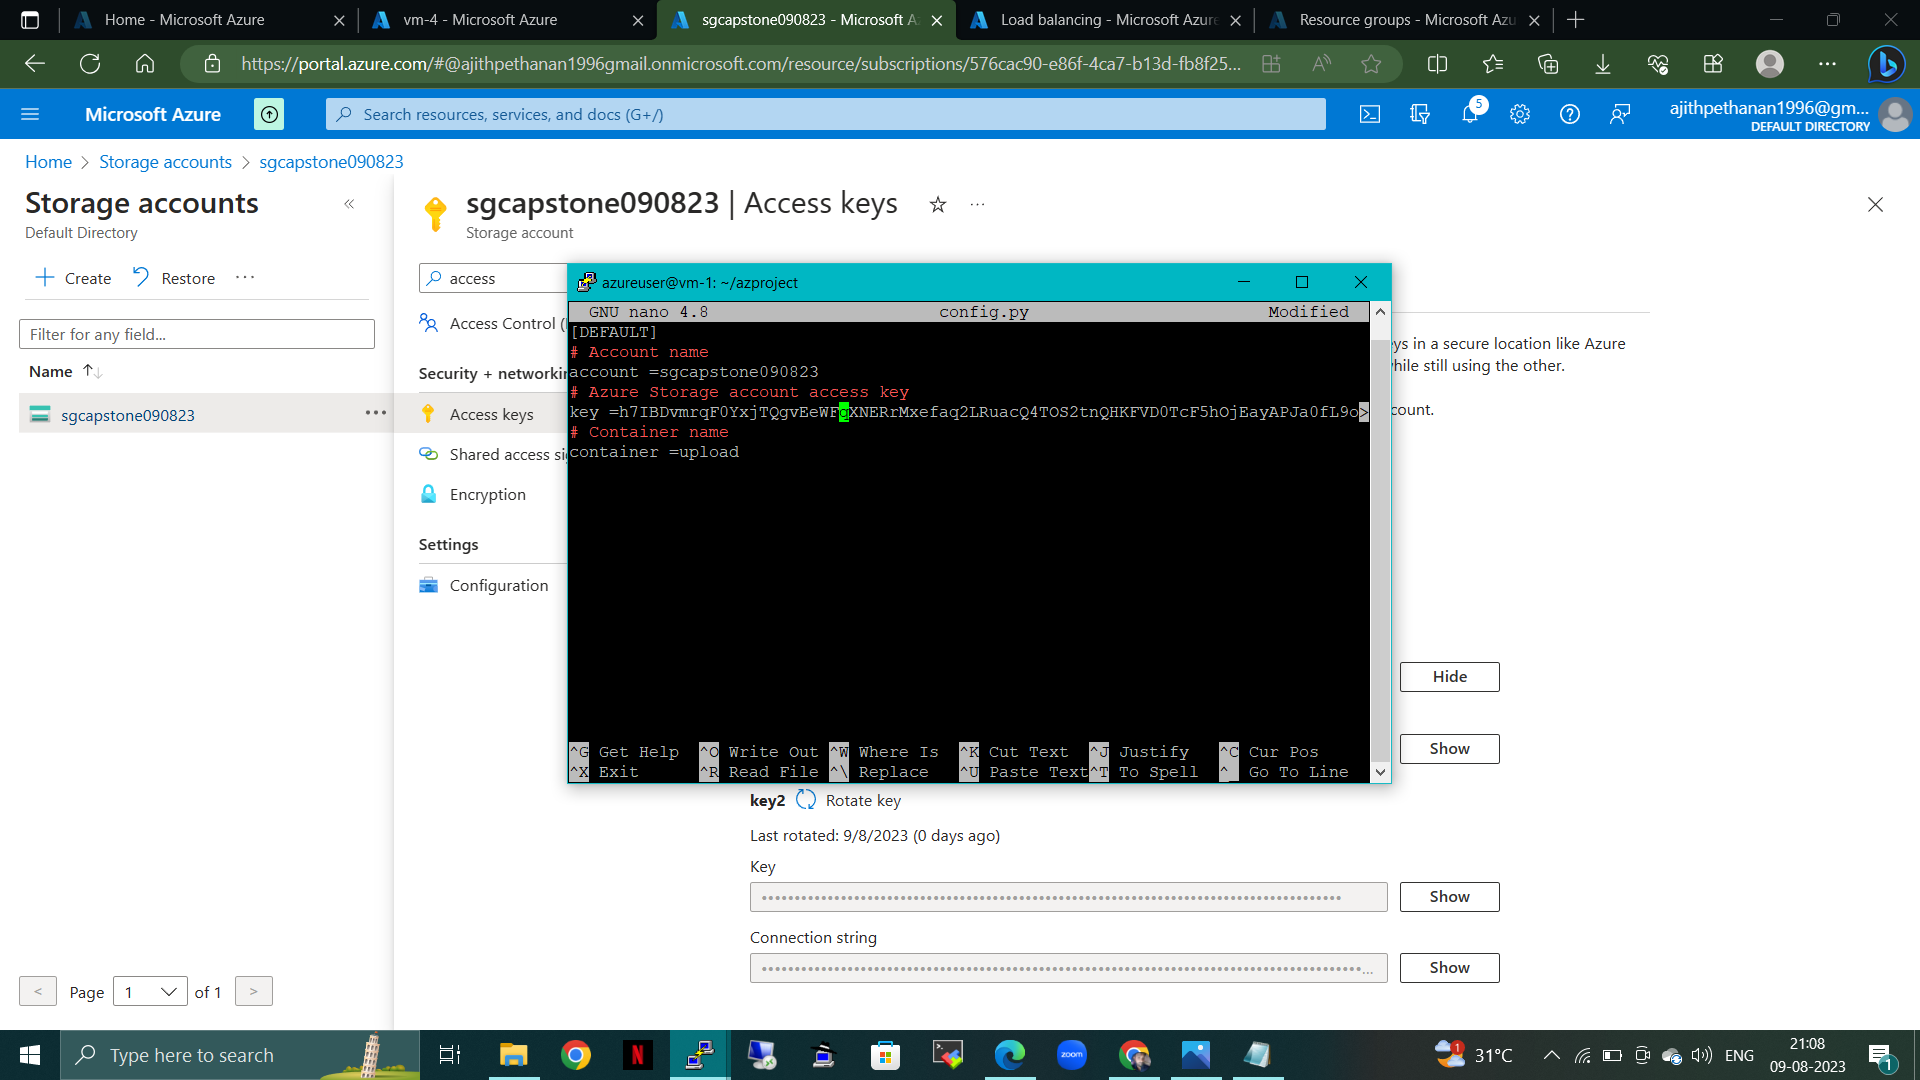 Home - Microsoft Azure
vm-4 - Microsoft Azure
sgcapstone090823 - Microsoft A
Load balancing - Microsoft Azure
Resource groups - Microsoft Azu
https://portal.azure.com/#@ajithpethanan1996gmail.onmicrosoft.com/resource/subscriptions/576cac90-e86f-4ca7-b13d-fb8f25...
Microsoft Azure
Search resources, services, and docs (G+/)
5
ajithpethanan1996@gm...
DEFAULT DIRECTORY
Home > Storage accounts > sgcapstone090823
Storage accounts
Default Directory
Create
Restore
Filter for any field...
Name
sgcapstone090823
< Page 1 of 1 >
sgcapstone090823 | Access keys
Storage account
access
Access Control (
Security + networkin
Access keys
Shared access si
Encryption
Settings
Configuration
azureuser@vm-1: ~/azproject
GNU nano 4.8 config.py Modified
[DEFAULT]
# Account name
account =sgcapstone090823
# Azure Storage account access key
key =h7IBDvmrqF0YxjTQgvEeWFgXNERrMxefaq2LRuacQ4TOS2tnQHKFVD0TcF5hOjEayAPJa0fL9o>
# Container name
container =upload
^G Get Help ^O Write Out ^W Where Is ^K Cut Text ^J Justify ^C Cur Pos
^X Exit ^R Read File ^\ Replace ^U Paste Text ^T To Spell ^_ Go To Line
ys in a secure location like Azure
hile still using the other.
count.
Hide
Show
key2 Rotate key
Last rotated: 9/8/2023 (0 days ago)
Key
Show
Connection string
Show
Type here to search
zoom
1
31°C
ENG
21:08
09-08-2023
1